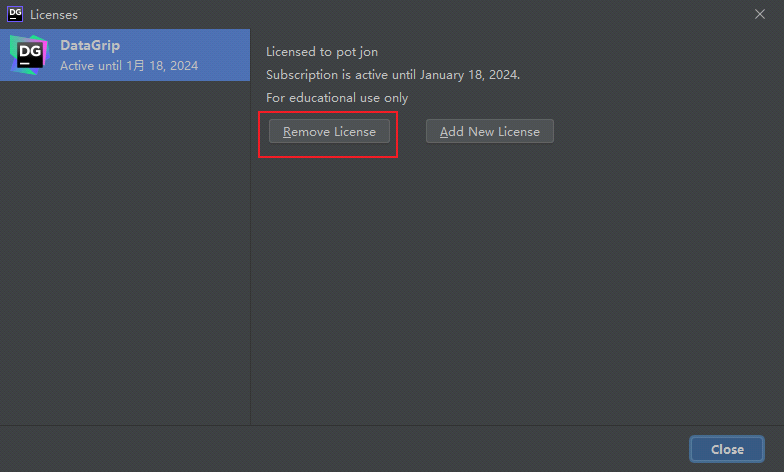 DG Licenses
DG
DataGrip
Active until 1月 18, 2024
Licensed to pot jon
Subscription is active until January 18, 2024.
For educational use only
Remove License
Add New License
Close